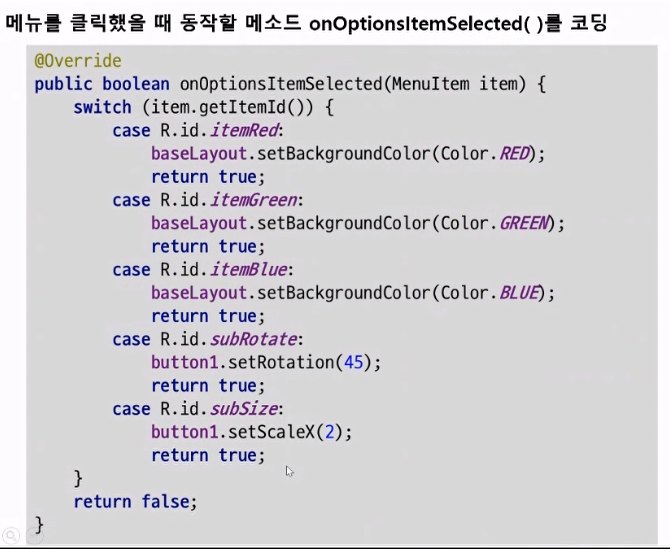 메뉴를 클릭했을 때 동작할 메소드 onOptionsItemSelected( )를 코딩
@Override
public boolean onOptionsItemSelected(MenuItem item) {
    switch (item.getItemId()) {
        case R.id.itemRed:
            baseLayout.setBackgroundColor(Color.RED);
            return true;
        case R.id.itemGreen:
            baseLayout.setBackgroundColor(Color.GREEN);
            return true;
        case R.id.itemBlue:
            baseLayout.setBackgroundColor(Color.BLUE);
            return true;
        case R.id.subRotate:
            button1.setRotation(45);
            return true;
        case R.id.subSize:
            button1.setScaleX(2);
            return true;
    }
    return false;
}